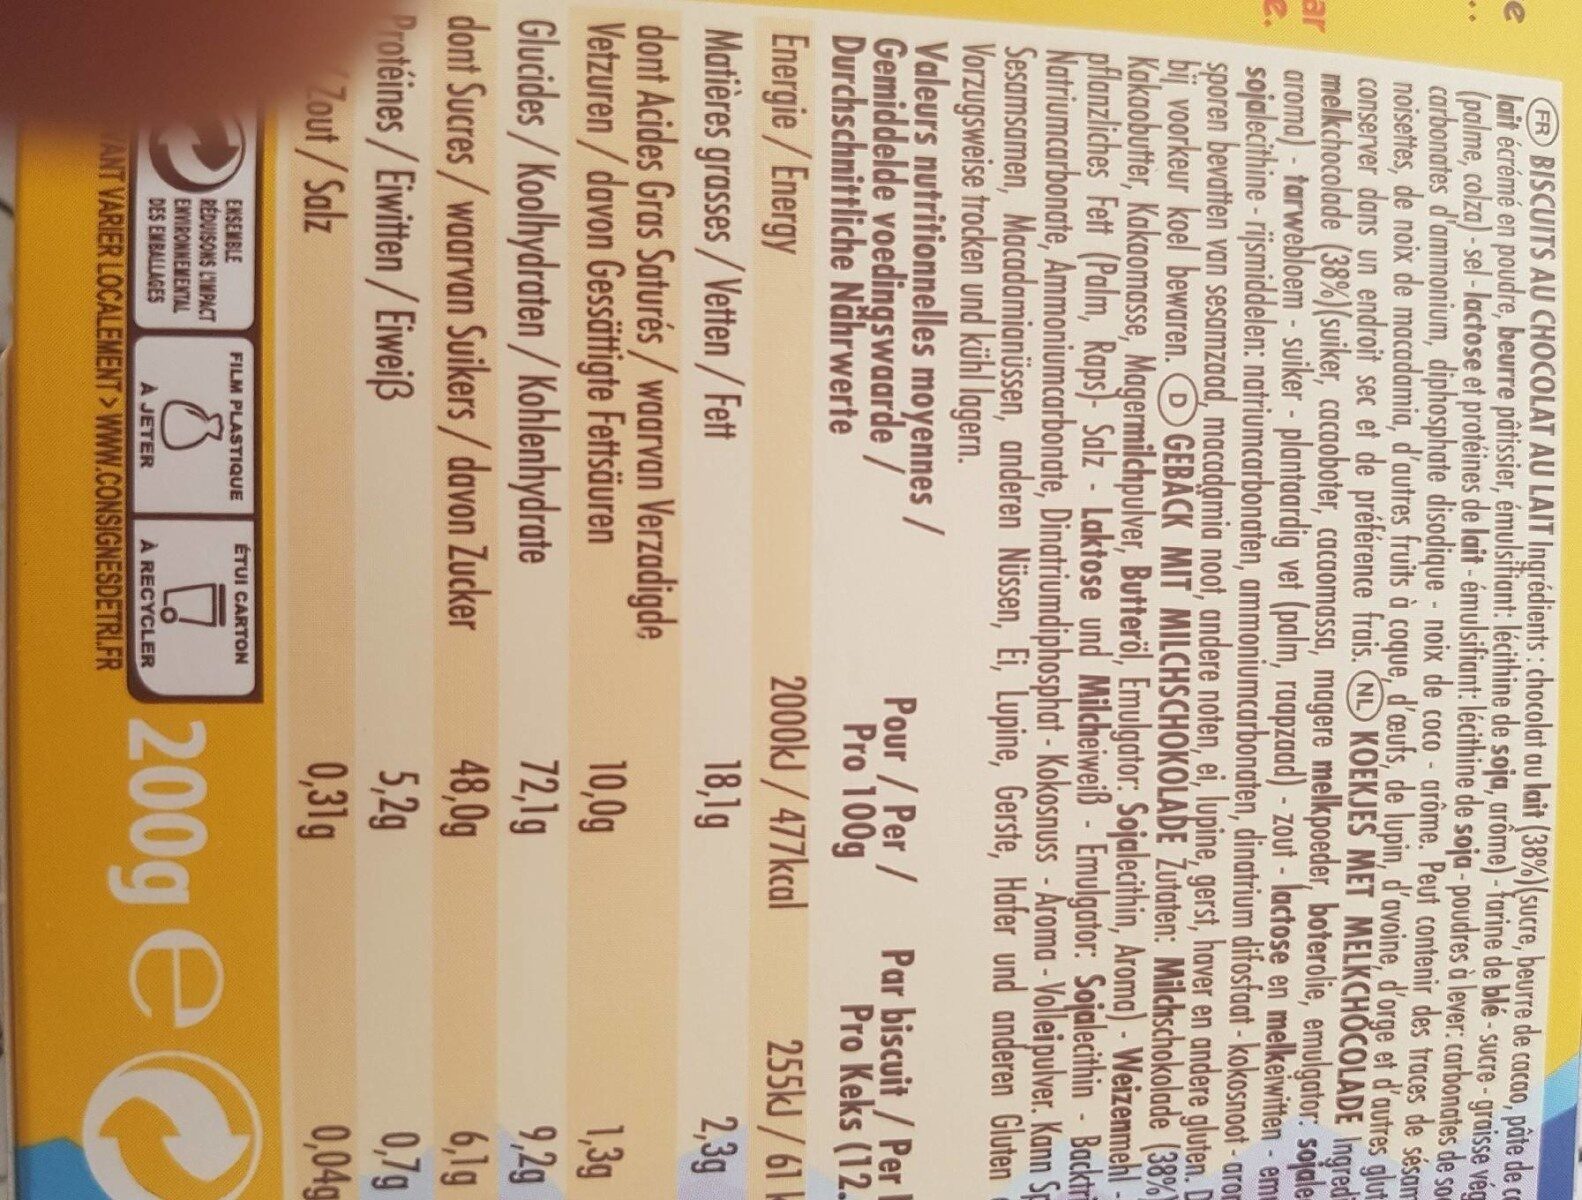 e
..
ar
e.
FR BISCUITS AU CHOCOLAT AU LAIT Ingrédients : chocolat au lait (38%)(sucre, beurre de cacao, pâte de
lait écrémé en poudre, beurre pâtissier, émulsifiant: lécithine de soja, arôme) - farine de blé - sucre - graisse vé
(palme, colza) - sel - lactose et protéines de lait - émulsifiant: lécithine de soja - poudres à lever: carbonates de so
carbonates d'ammonium, diphosphate disodique - noix de coco - arôme. Peut contenir des traces de sésam
noisettes, de noix de macadamia, d'autres fruits à coque, d'œufs, de lupin, d'avoine, d'orge et d'autres glu
conserver dans un endroit sec et de préférence frais. NL KOEKJES MET MELKCHOCOLADE Ingred
melkchocolade (38%)(suiker, cacaoboter, cacaomassa, magere melkpoeder, boterolie, emulgator: sojale
aroma) - tarwebloem - suiker - plantaardig vet (palm, raapzaad) - zout - lactose en melkeiwitten - em
sojalecithine - rijsmiddelen: natriumcarbonaten, ammoniumcarbonaten, dinatrium difosfaat - kokosnoot - aro
sporen bevatten van sesamzaad, macadamia noot, andere noten, ei, lupine, gerst, haver en andere gluten. D
bij voorkeur koel bewaren. D GEBÄCK MIT MILCHSCHOKOLADE Zutaten: Milchschokolade (38%)
Kakaobutter, Kakaomasse, Magermilchpulver, Butteröl, Emulgator: Sojalecithin, Aroma) - Weizenmehl -
pflanzliches Fett (Palm, Raps)- Salz - Laktose und Milcheiweiß - Emulgator: Sojalecithin - Backtri
Natriumcarbonate, Ammoniumcarbonate, Dinatriumdiphosphat - Kokosnuss - Aroma - Volleipulver. Kann Sp
Sesamsamen, Macadamianüssen, anderen Nüssen, Ei, Lupine, Gerste, Hafer und anderen Gluten
Vorzugsweise trocken und kühl lagern.
Valeurs nutritionnelles moyennes /
Gemiddelde voedingswaarde / Pour / Per / Par biscuit / Per
Durchschnittliche Nährwerte Pro 100g Pro Keks (12.
Energie / Energy 2000kJ / 477kcal 255kJ / 61
Matières grasses / Vetten / Fett 18,1g 2,3g
dont Acides Gras Saturés / waarvan Verzadigde
Vetzuren / davon Gessättigte Fettsäuren 10,0g 1,3g
Glucides / Koolhydraten / Kohlenhydrate 72,1g 9,2g
dont Sucres / waarvan Suikers / davon Zucker 48,0g 6,1g
Protéines / Eiwitten / Eiweiß 5,2g 0,7g
/ Zout / Salz 0,31g 0,04g
ENSEMBLE
RÉDUISONS L'IMPACT
ENVIRONNEMENTAL
DES EMBALLAGES
FILM PLASTIQUE
À JETER
ÉTUI CARTON
À RECYCLER
ANT VARIER LOCALEMENT > WWW.CONSIGNESDETRI.FR
200g e